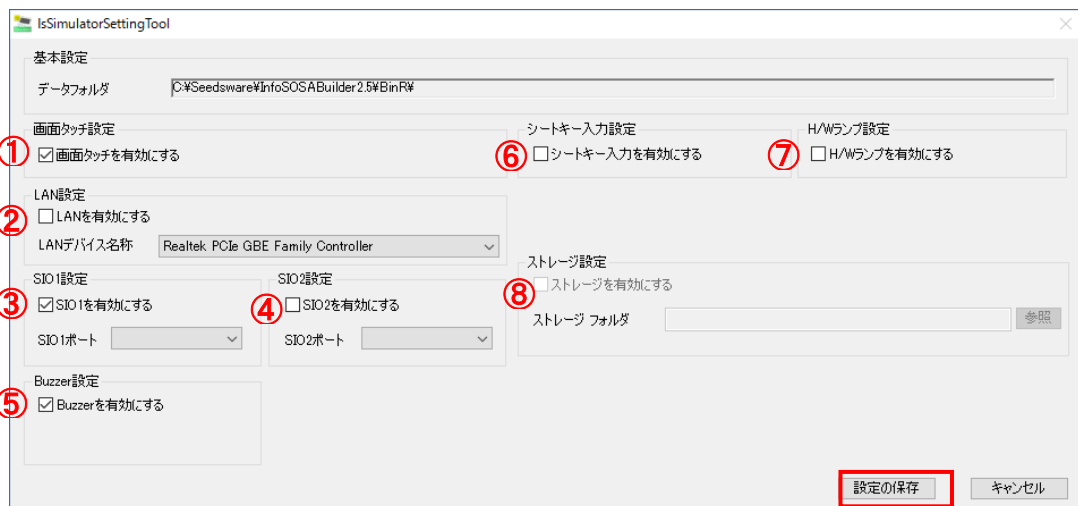 IsSimulatorSettingTool
基本設定
データフォルダ C:¥Seedsware¥InfoSOSABuilder2.5¥BinR¥
画面タッチ設定
① 画面タッチを有効にする
シートキー入力設定
⑥ シートキー入力を有効にする
H/Wランプ設定
⑦ H/Wランプを有効にする
LAN設定
② LANを有効にする
LANデバイス名称 Realtek PCIe GBE Family Controller
SIO1設定
③ SIO1を有効にする
SIO1ポート
SIO2設定
④ SIO2を有効にする
SIO2ポート
ストレージ設定
⑧ ストレージを有効にする
ストレージ フォルダ 参照
Buzzer設定
⑤ Buzzerを有効にする
設定の保存 キャンセル